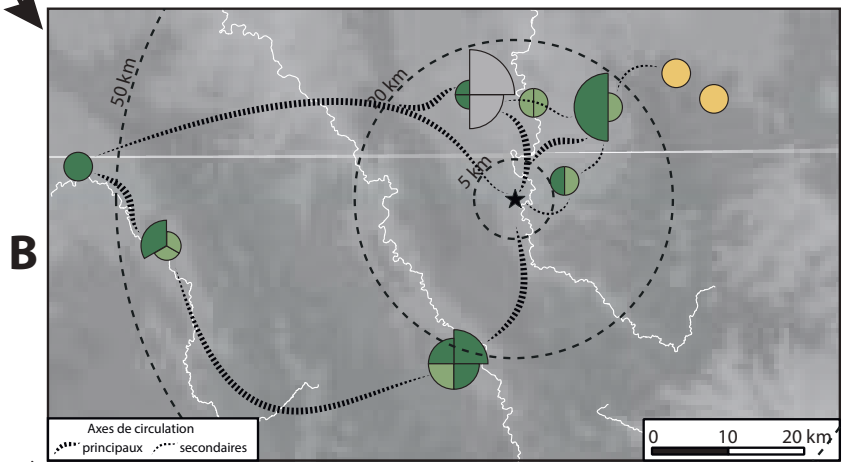 50 km
20 km
5 km
B
Axes de circulation
principaux secondaires
0 10 20 km